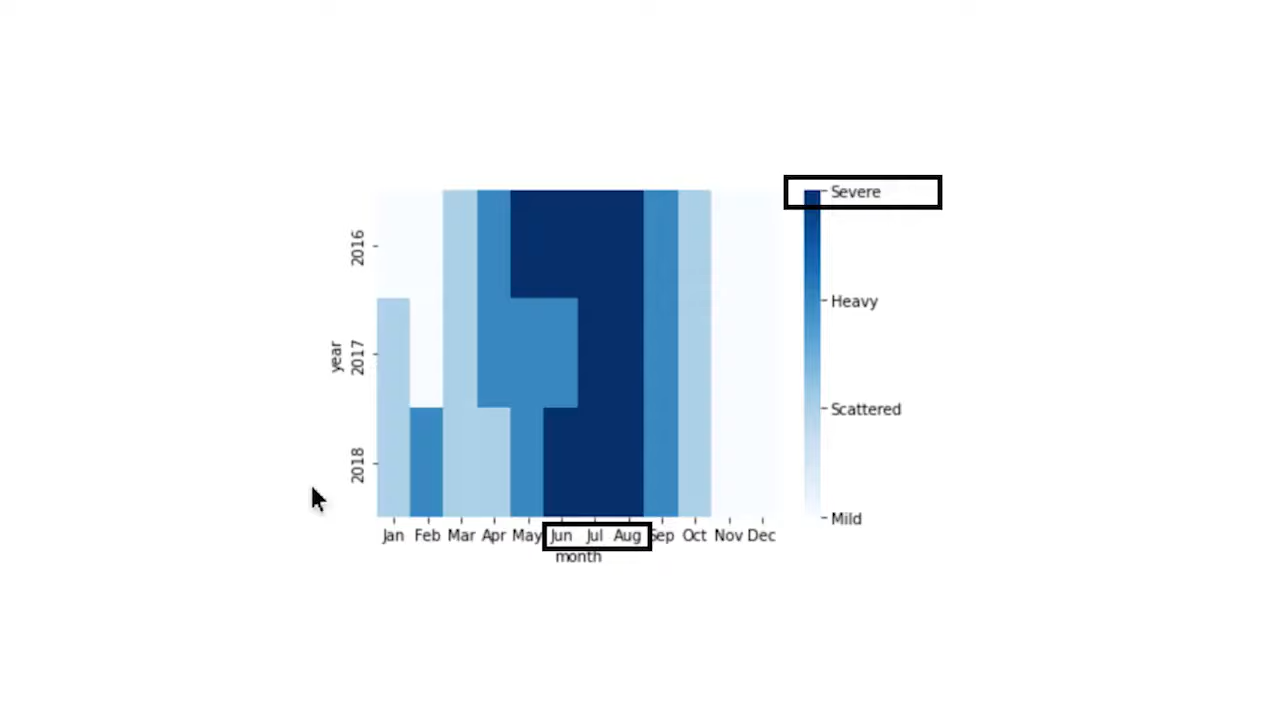 Severe
2016
Heavy
year
2017
Scattered
2018
Mild
Jan Feb Mar Apr May Jun Jul Aug Sep Oct Nov Dec
month